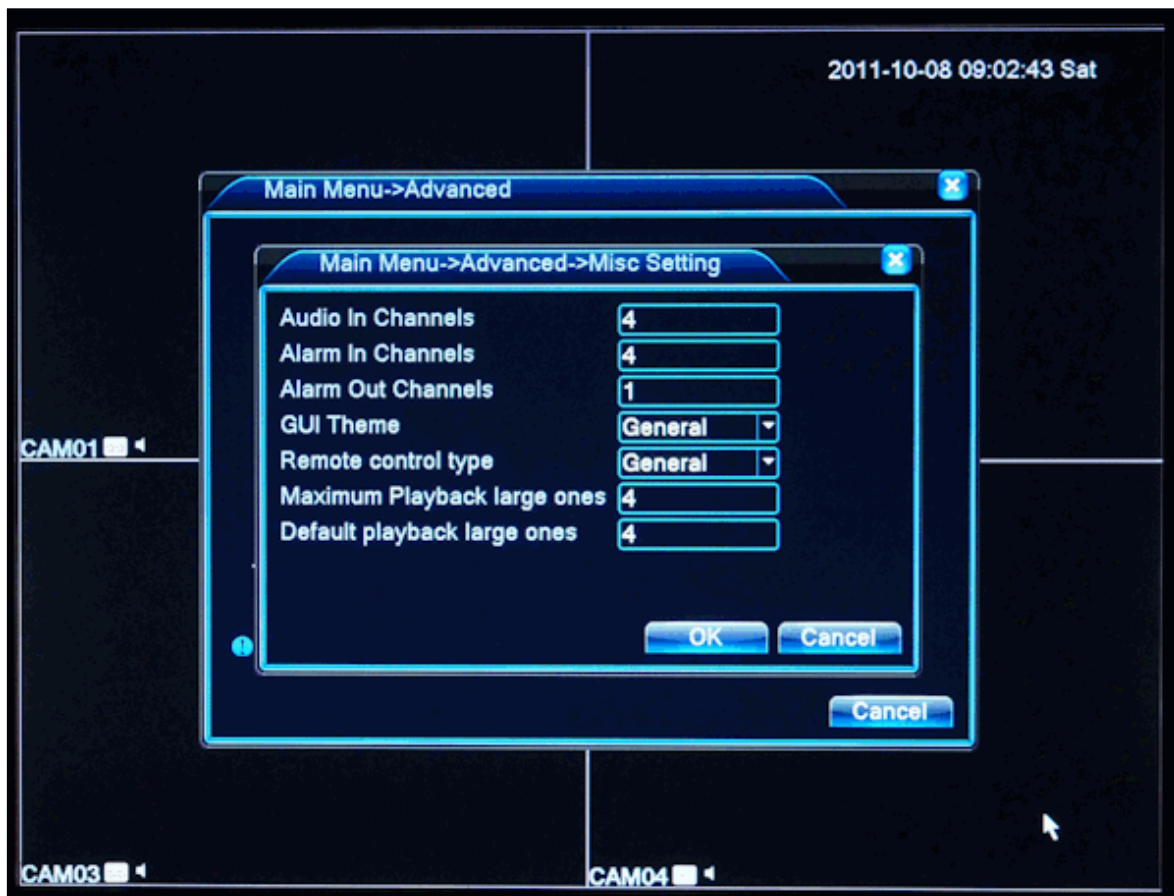 2011-10-08 09:02:43 Sat
Main Menu->Advanced
Main Menu->Advanced->Misc Setting
Audio In Channels 4
Alarm In Channels 4
Alarm Out Channels 1
GUI Theme General
Remote control type General
Maximum Playback large ones 4
Default playback large ones 4
CAM01
OK Cancel
Cancel
CAM03
CAM04